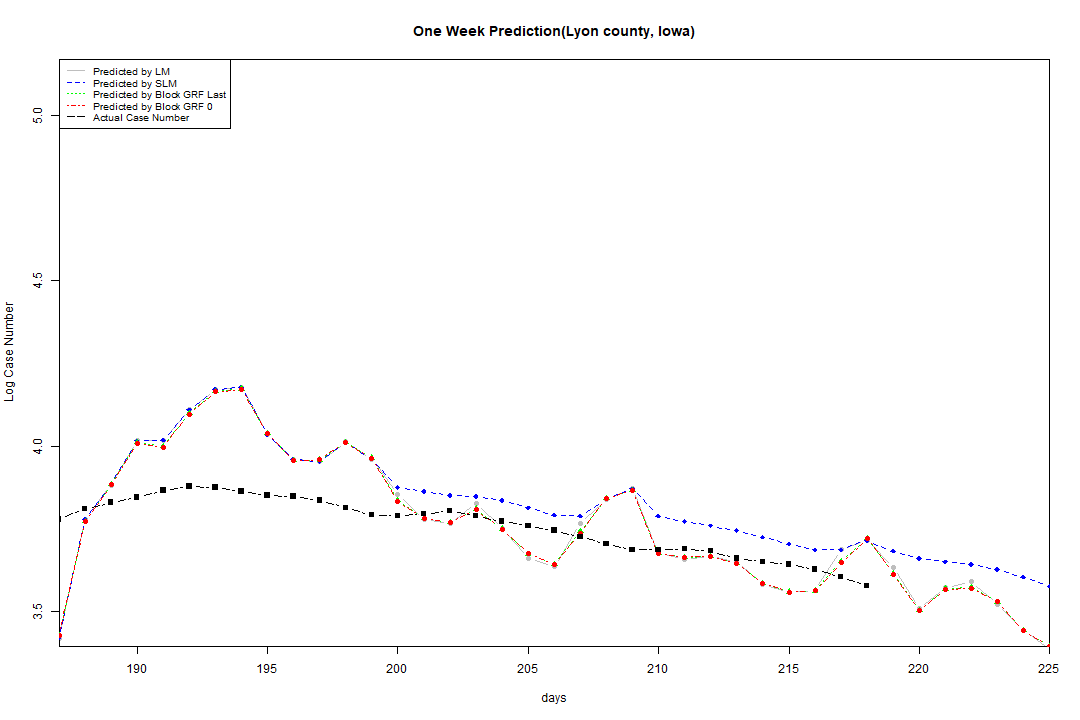 One Week Prediction(Lyon county, Iowa)
Predicted by LM
Predicted by SLM
Predicted by Block GRF Last
Predicted by Block GRF 0
Actual Case Number
5.0
4.5
4.0
3.5
Log Case Number
190 195 200 205 210 215 220 225
days